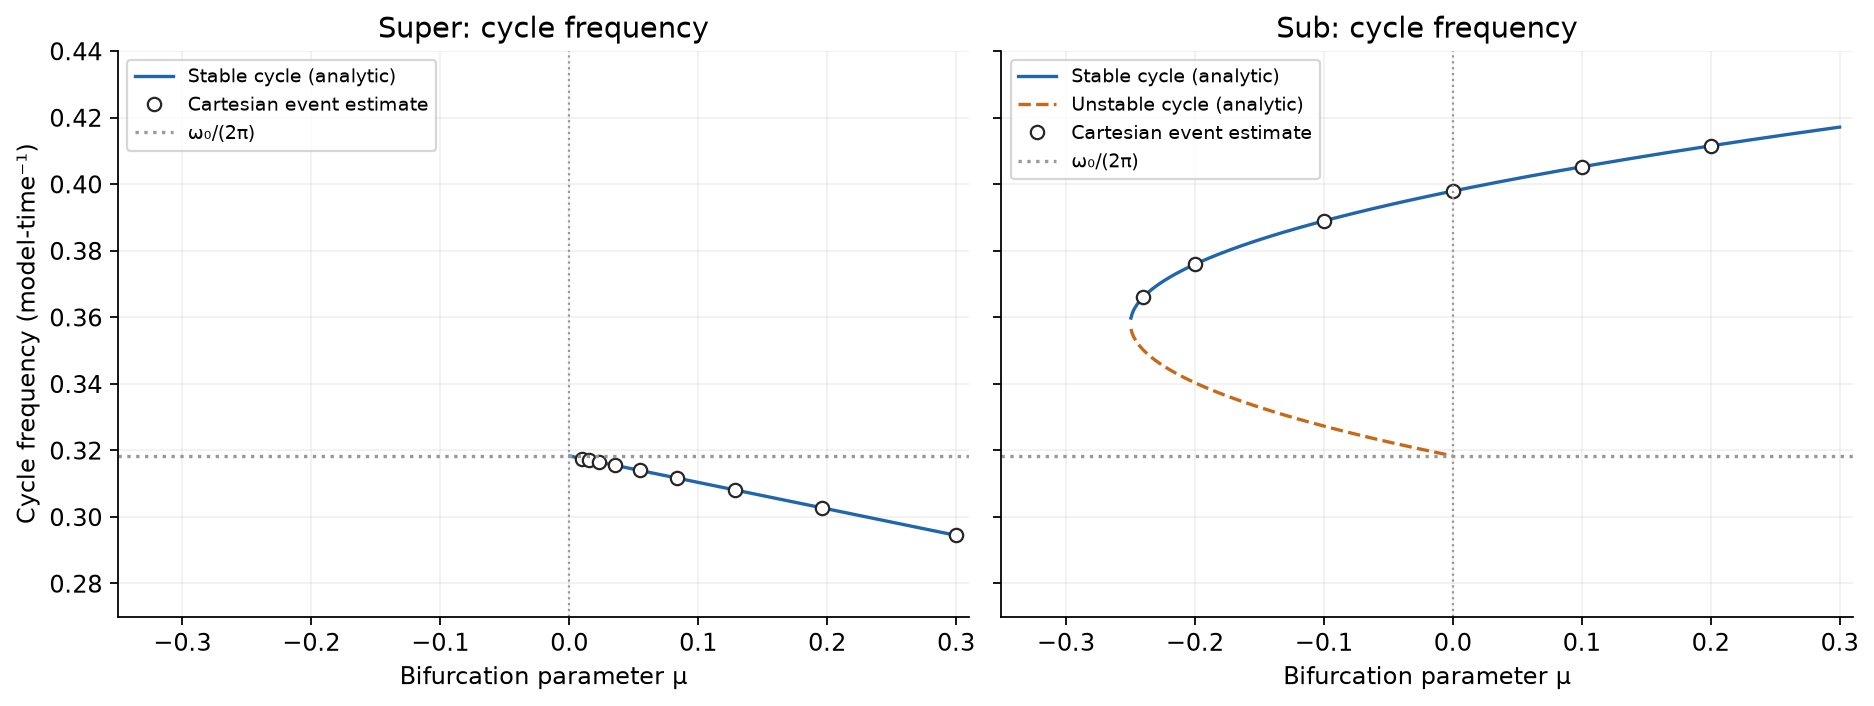 Super: cycle frequency
Stable cycle (analytic)
Cartesian event estimate
ω₀/(2π)
Cycle frequency (model-time⁻¹)
0.44
0.42
0.40
0.38
0.36
0.34
0.32
0.30
0.28
−0.3 −0.2 −0.1 0.0 0.1 0.2 0.3
Bifurcation parameter μ
Sub: cycle frequency
Stable cycle (analytic)
Unstable cycle (analytic)
Cartesian event estimate
ω₀/(2π)
−0.3 −0.2 −0.1 0.0 0.1 0.2 0.3
Bifurcation parameter μ